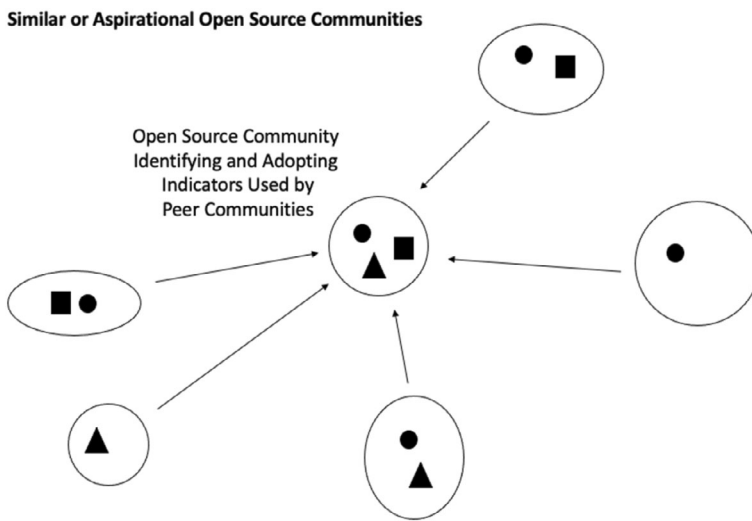 Similar or Aspirational Open Source Communities
Open Source Community
Identifying and Adopting
Indicators Used by
Peer Communities